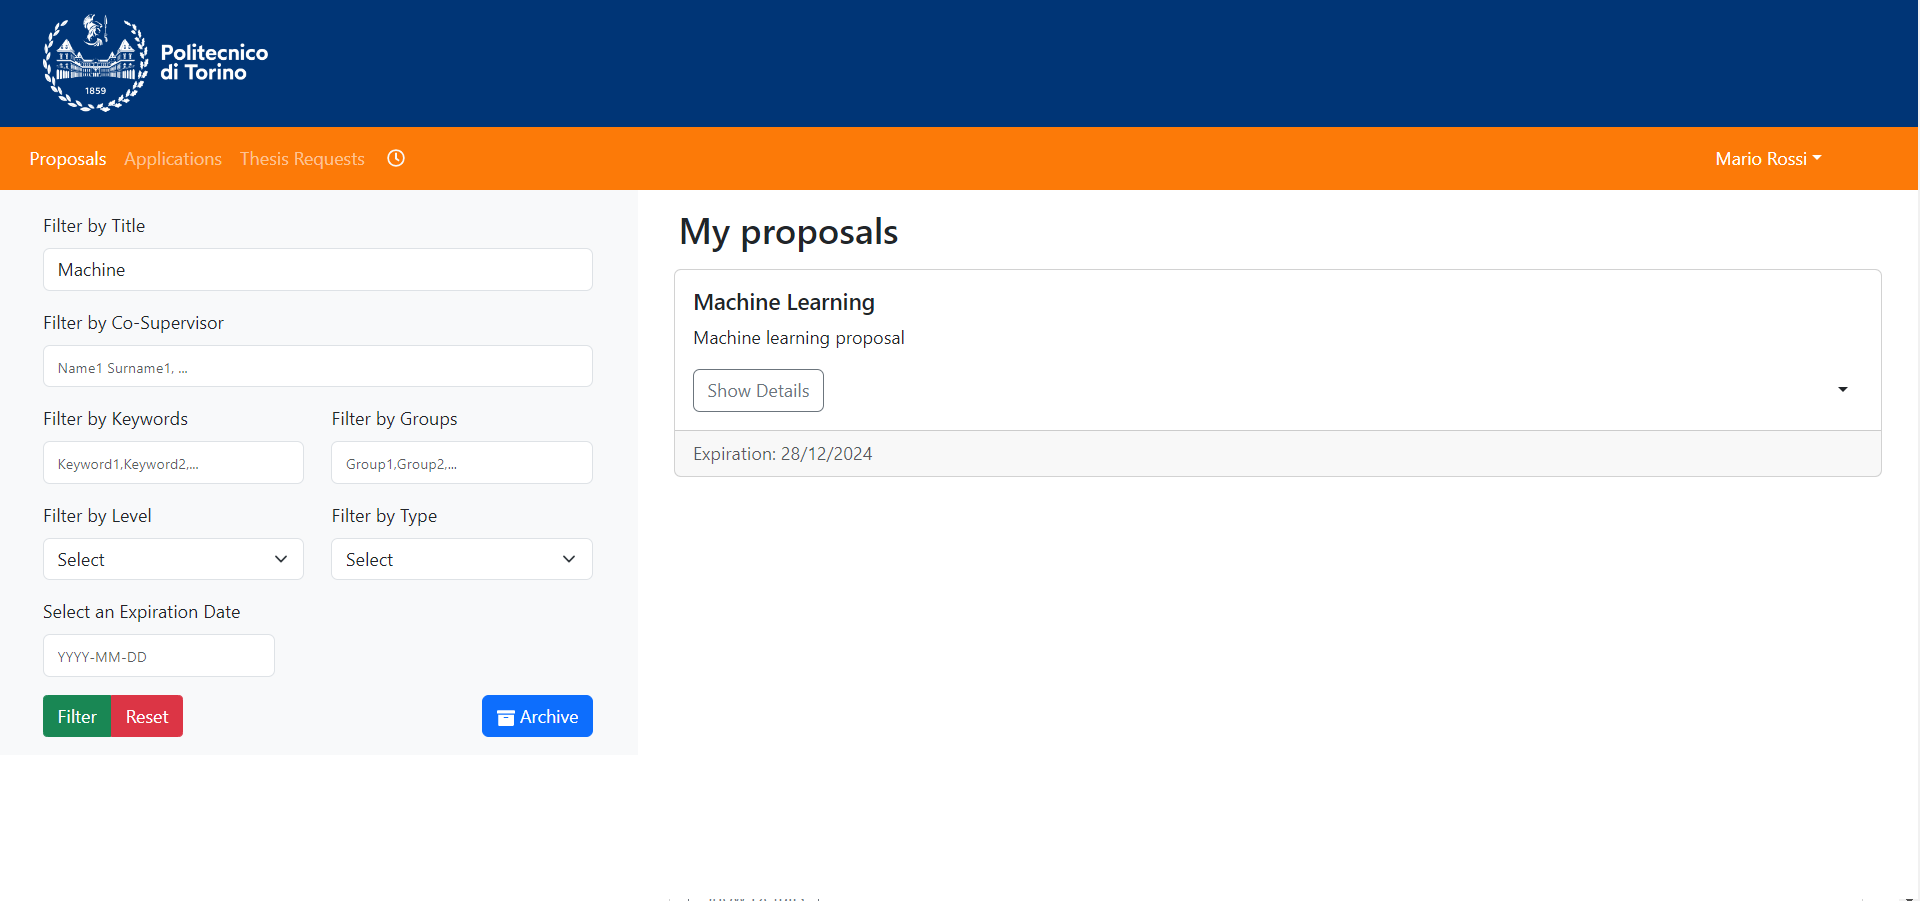 Politecnico
di Torino
1859
Proposals Applications Thesis Requests Mario Rossi
Filter by Title
Machine
Filter by Co-Supervisor
Name1 Surname1, ...
Filter by Keywords Filter by Groups
Keyword1,Keyword2,... Group1,Group2,...
Filter by Level Filter by Type
Select Select
Select an Expiration Date
YYYY-MM-DD
Filter Reset Archive
My proposals
Machine Learning
Machine learning proposal
Show Details
Expiration: 28/12/2024